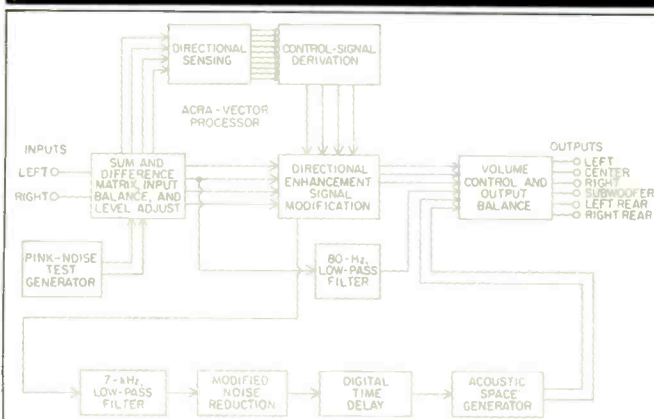 DIRECTIONAL
SENSING
CONTROL-SIGNAL
DERIVATION
ACRA-VECTOR
PROCESSOR
INPUTS
LEFT
RIGHT
SUM AND
DIFFERENCE
MATRIX, INPUT
BALANCE, AND
LEVEL ADJUST
DIRECTIONAL
ENHANCEMENT
SIGNAL
MODIFICATION
VOLUME
CONTROL AND
OUTPUT
BALANCE
OUTPUTS
LEFT
CENTER
RIGHT
SUBWOOFER
LEFT REAR
RIGHT REAR
PINK-NOISE
TEST
GENERATOR
80-Hz,
LOW-PASS
FILTER
7-kHz,
LOW-PASS
FILTER
MODIFIED
NOISE
REDUCTION
DIGITAL
TIME
DELAY
ACOUSTIC
SPACE
GENERATOR